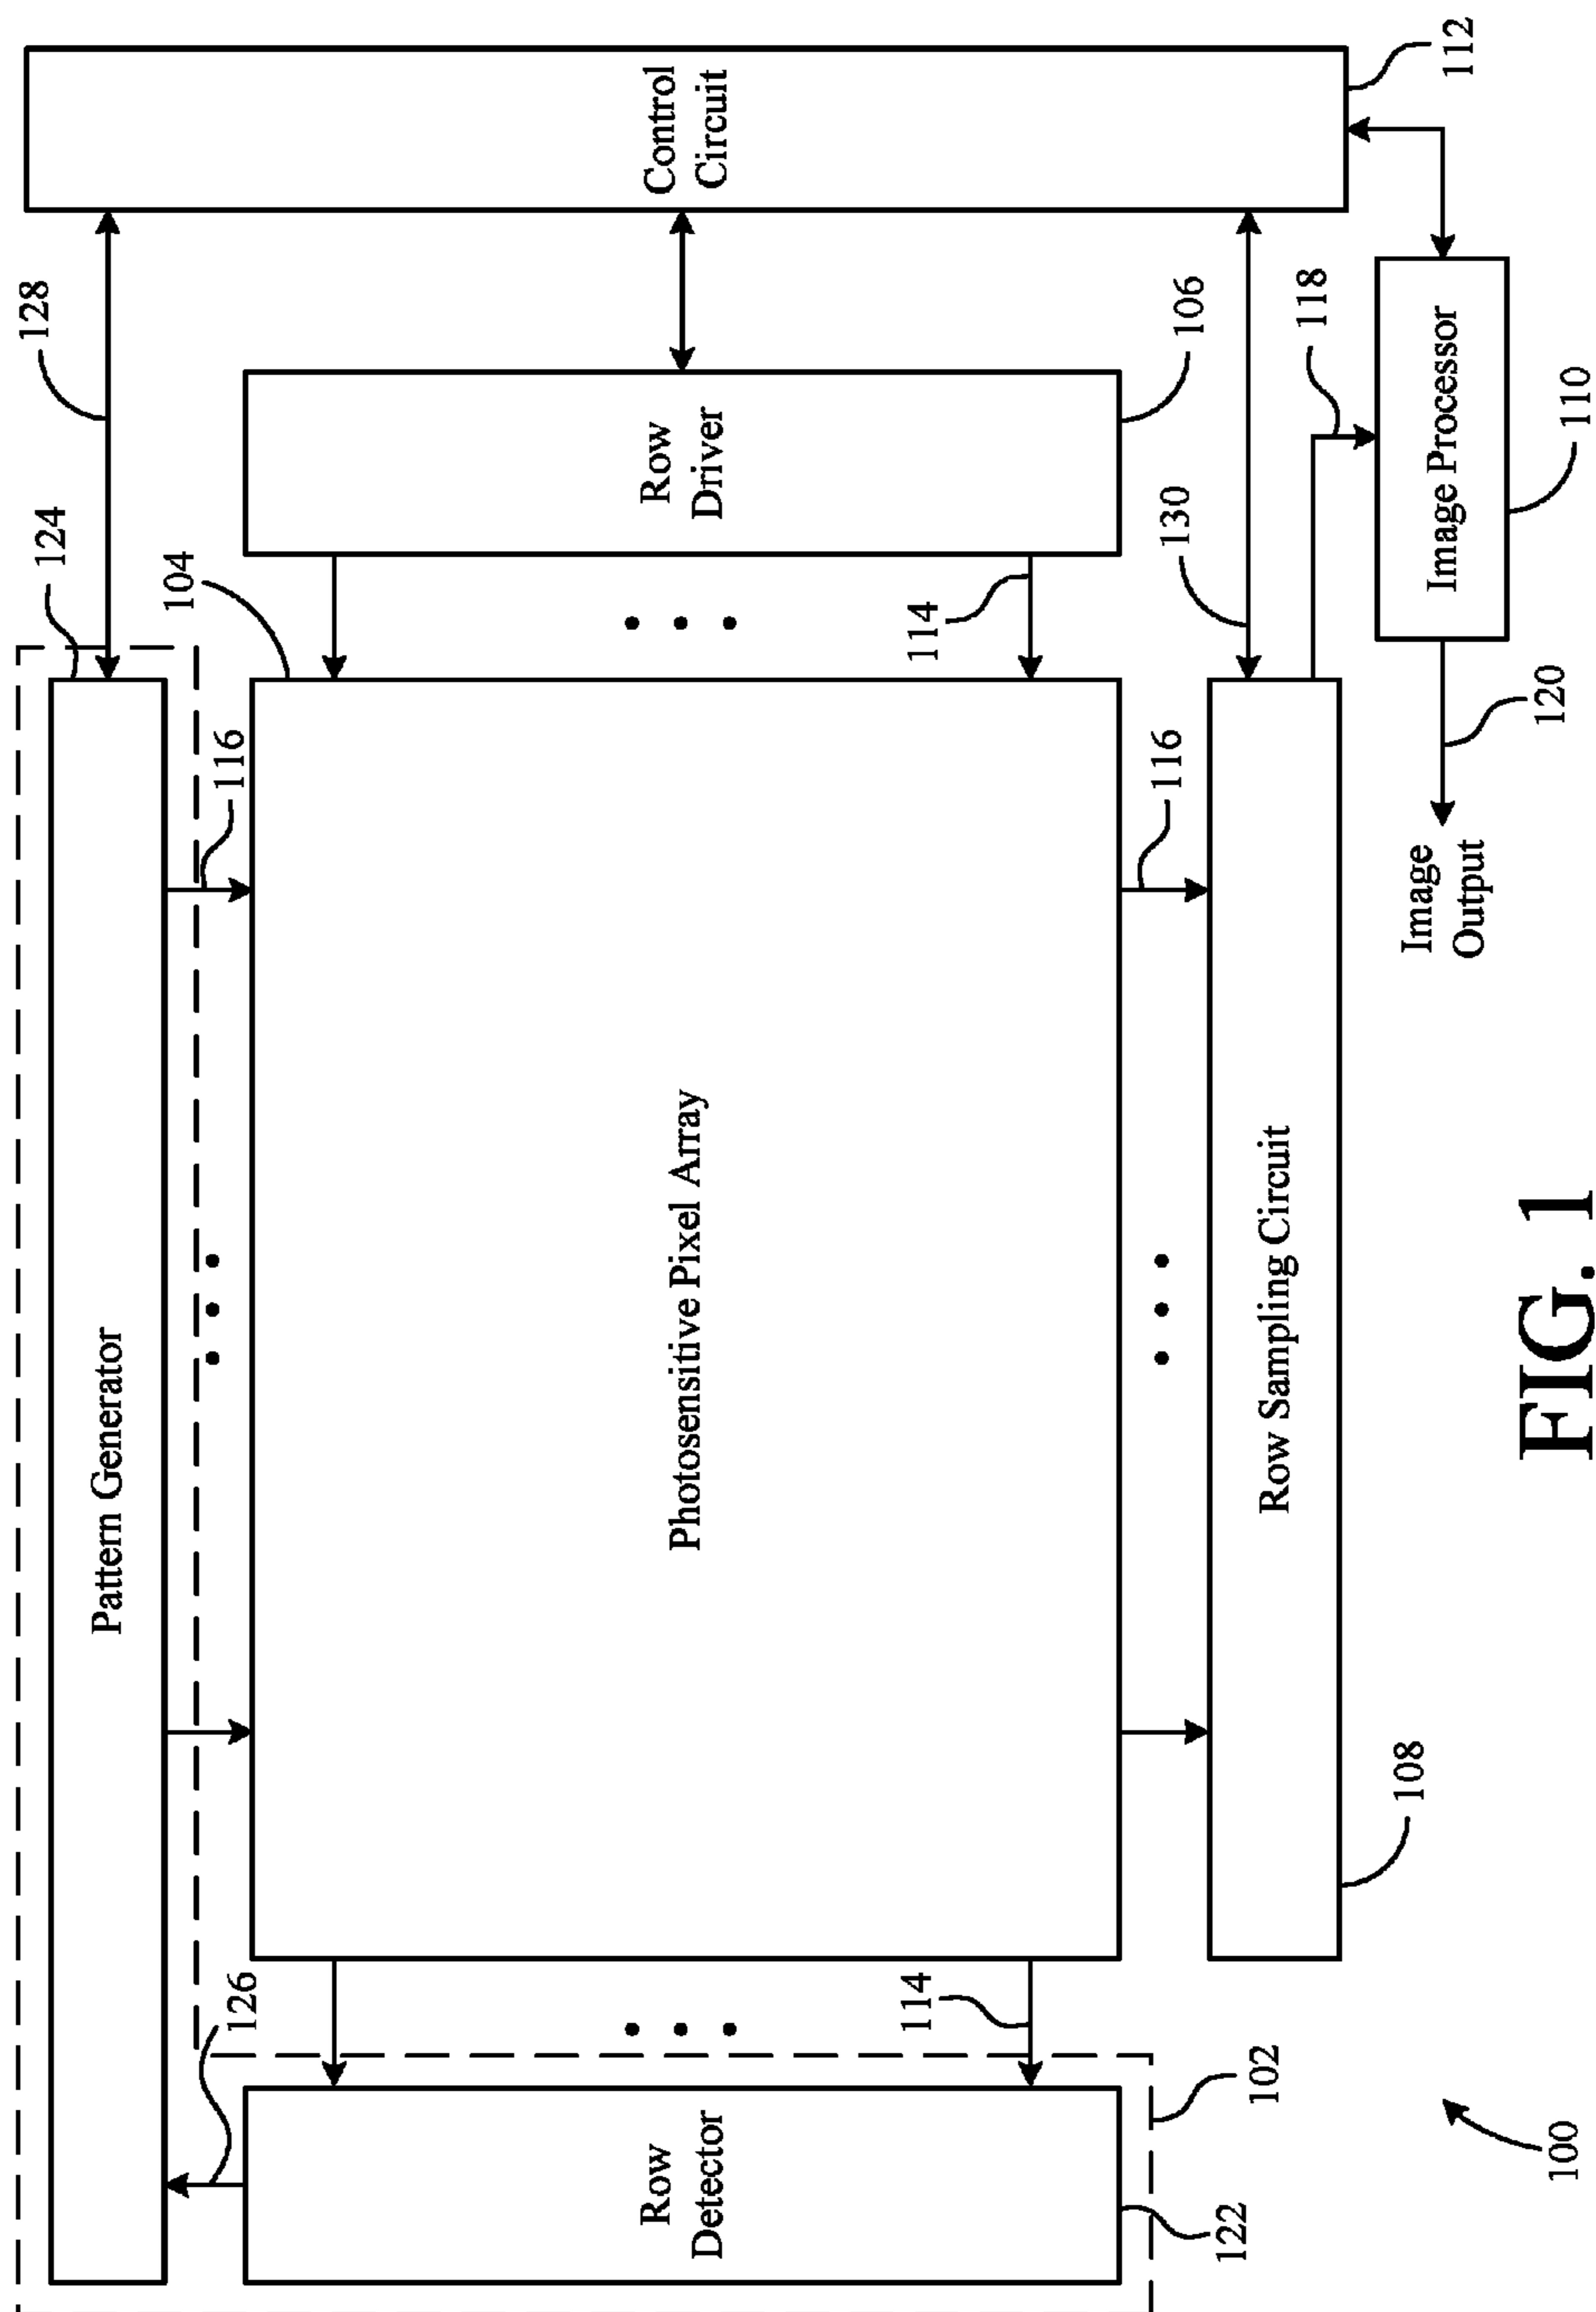 128
124
Pattern Generator
126
116
104
Row
Detector
Photosensitive Pixel Array
Row
Driver
Control
Circuit
114
114
122
102
116
130
106
Row Sampling Circuit
118
108
Image
Output
Image Processor
112
100
120
110
FIG. 1